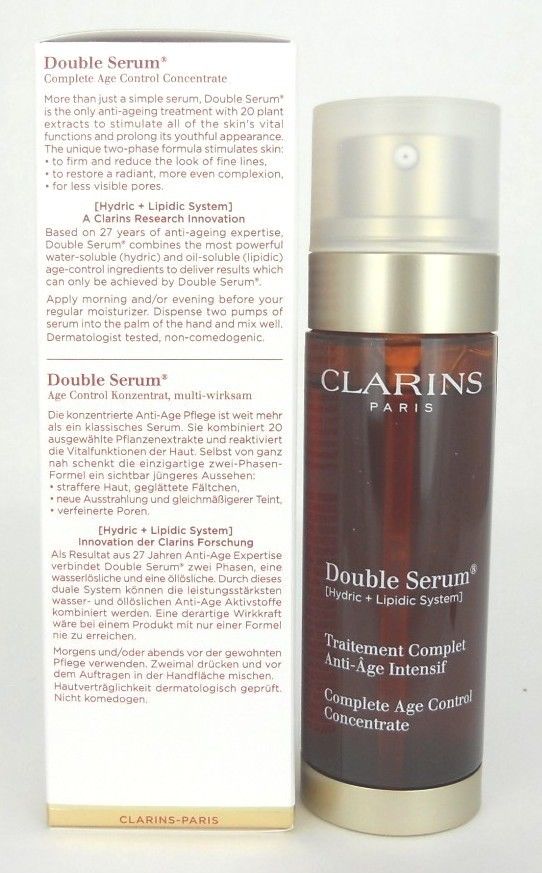 Double Serum®
Complete Age Control Concentrate
More than just a simple serum, Double Serum®
is the only anti-ageing treatment with 20 plant
extracts to stimulate all of the skin's vital
functions and prolong its youthful appearance.
The unique two-phase formula stimulates skin:
• to firm and reduce the look of fine lines,
• to restore a radiant, more even complexion,
• for less visible pores.
[Hydric + Lipidic System]
A Clarins Research Innovation
Based on 27 years of anti-ageing expertise,
Double Serum® combines the most powerful
water-soluble (hydric) and oil-soluble (lipidic)
age-control ingredients to deliver results which
can only be achieved by Double Serum®.
Apply morning and/or evening before your
regular moisturizer. Dispense two pumps of
serum into the palm of the hand and mix well.
Dermatologist tested, non-comedogenic.
Double Serum®
Age Control Konzentrat, multi-wirksam
Die konzentrierte Anti-Age Pflege ist weit mehr
als ein klassisches Serum. Sie kombiniert 20
ausgewählte Pflanzenextrakte und reaktiviert
die Vitalfunktionen der Haut. Selbst von ganz
nah schenkt die einzigartige zwei-Phasen-
Formel ein sichtbar jüngeres Aussehen:
• straffere Haut, geglättete Fältchen,
• neue Ausstrahlung und gleichmäßigerer Teint,
• verfeinerte Poren.
[Hydric + Lipidic System]
Innovation der Clarins Forschung
Als Resultat aus 27 Jahren Anti-Age Expertise
verbindet Double Serum® zwei Phasen, eine
wasserlösliche und eine öllösliche. Durch dieses
duale System können die leistungsstärksten
wasser- und öllöslichen Anti-Age Aktivstoffe
kombiniert werden. Eine derartige Wirkkraft
wäre bei einem Produkt mit nur einer Formel
nie zu erreichen.
Morgens und/oder abends vor der gewohnten
Pflege verwenden. Zweimal drücken und vor
dem Auftragen in der Handfläche mischen.
Hautverträglichkeit dermatologisch geprüft.
Nicht komedogen.
CLARINS-PARIS
CLARINS
PARIS
Double Serum®
[Hydric + Lipidic System]
Traitement Complet
Anti-Âge Intensif
Complete Age Control
Concentrate